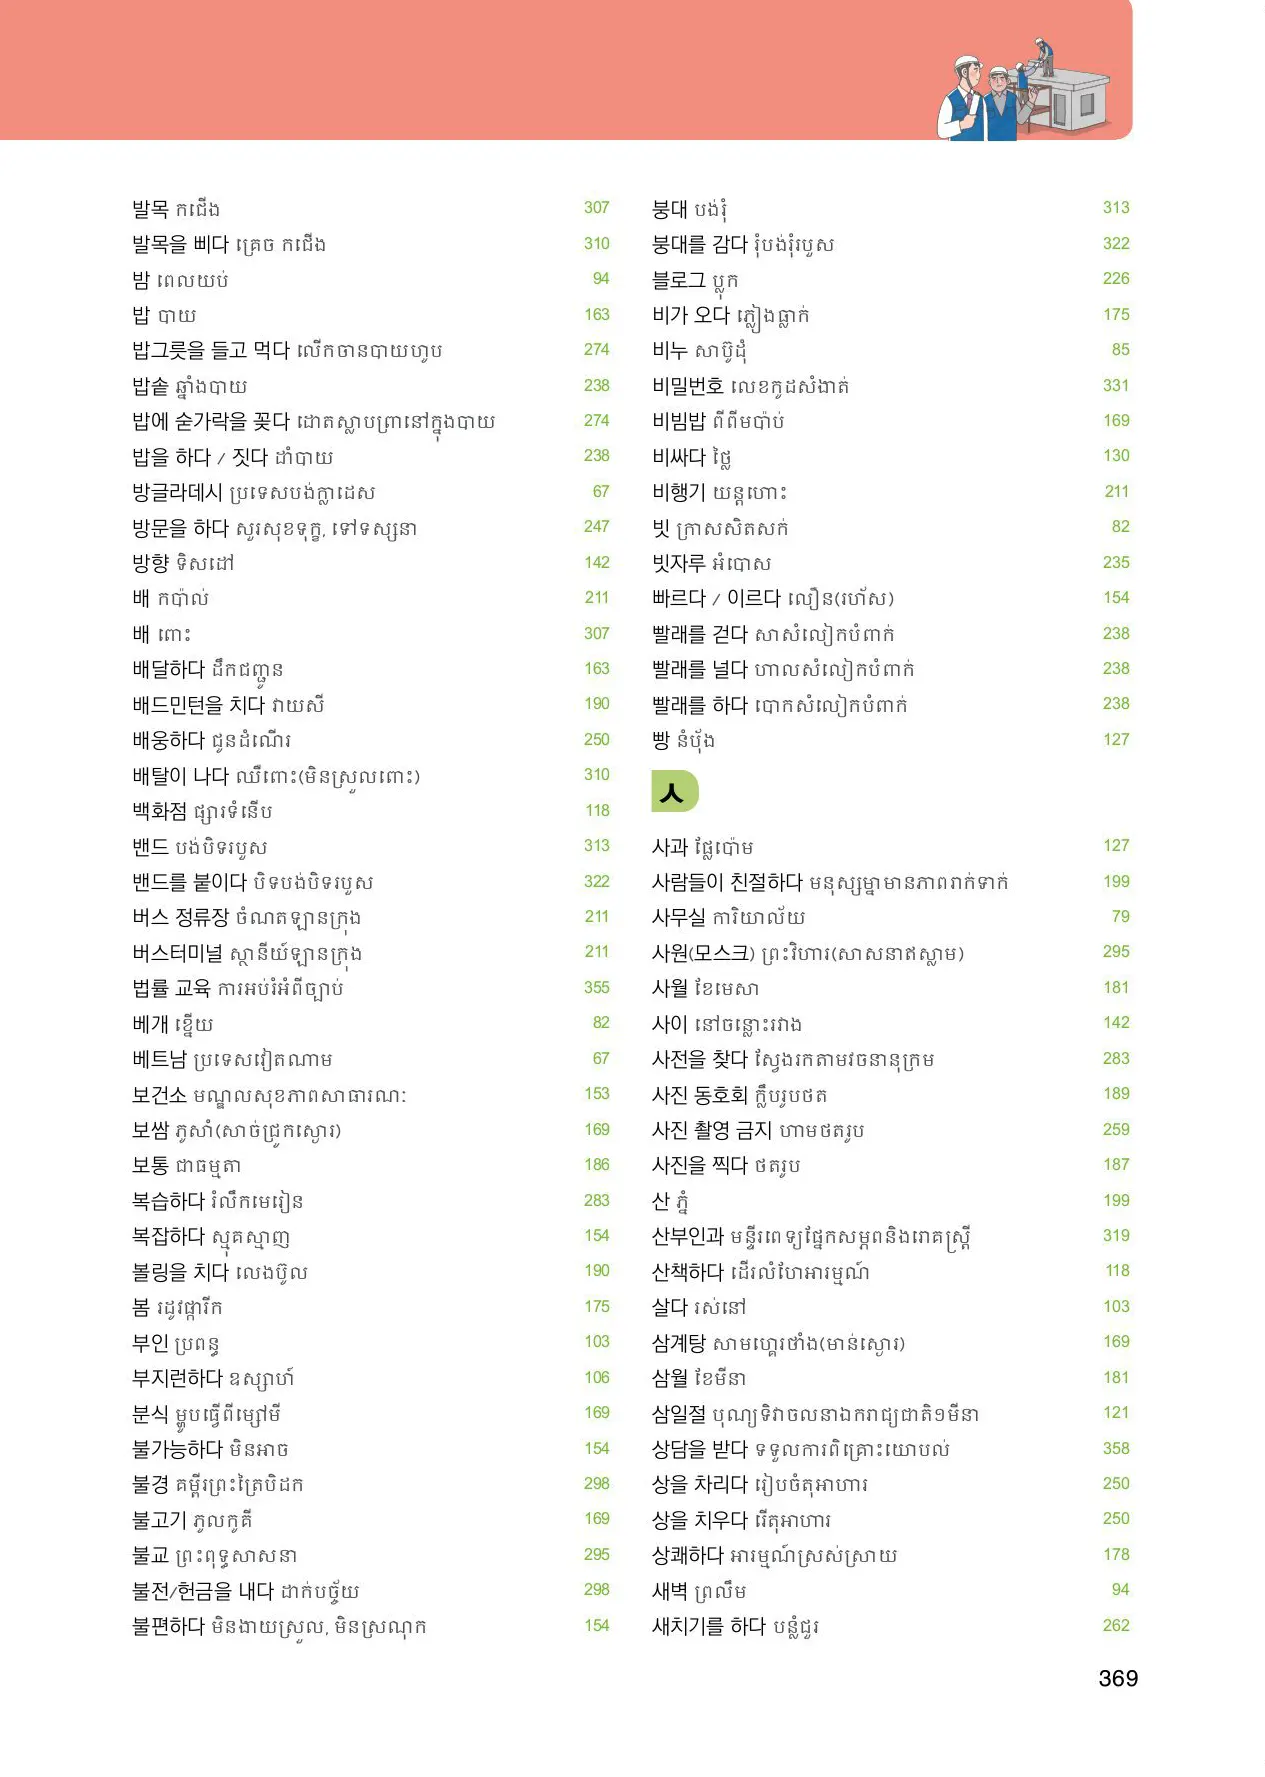 발목 កជើង 307
발목을 삐다 គ្រេច កជើង 310
밤 ពេលយប់ 94
밥 បាយ 163
밥그릇을 들고 먹다 លើកចានបាយហូប 274
밥솥 ឆ្នាំងបាយ 238
밥에 숟가락을 꽂다 ដោតស្លាបព្រានៅក្នុងបាយ 274
밥을 하다 / 짓다 ដាំបាយ 238
방글라데시 ប្រទេសបង់ក្លាដេស 67
방문을 하다 សួរសុខទុក្ខ, ទៅទស្សនា 247
방향 ទិសដៅ 142
배 កប៉ាល់ 211
배 ពោះ 307
배달하다 ដឹកជញ្ជូន 163
배드민턴을 치다 វាយសី 190
배웅하다 ជូនដំណើរ 250
배탈이 나다 ឈឺពោះ(មិនស្រួលពោះ) 310
백화점 ផ្សារទំនើប 118
밴드 បង់បិទរបួស 313
밴드를 붙이다 បិទបង់បិទរបួស 322
버스 정류장 ចំណតឡានក្រុង 211
버스터미널 ស្ថានីយ៍ឡានក្រុង 211
법률 교육 ការអប់រំអំពីច្បាប់ 355
베개 ខ្នើយ 82
베트남 ប្រទេសវៀតណាម 67
보건소 មណ្ឌលសុខភាពសាធារណៈ 153
보쌈 ភូសាំ(សាច់ជ្រូកស្ងោរ) 169
보통 ជាធម្មតា 186
복습하다 រំលឹកមេរៀន 283
복잡하다 ស្មុគស្មាញ 154
볼링을 치다 លេងប៊ូល 190
봄 រដូវផ្ការីក 175
부인 ប្រពន្ធ 103
부지런하다 ឧស្សាហ៍ 106
분식 ម្ហូបធ្វើពីម្សៅមី 169
불가능하다 មិនអាច 154
불경 គម្ពីរព្រះត្រៃបិដក 298
불고기 ភូលកូគី 169
불교 ព្រះពុទ្ធសាសនា 295
불전/헌금을 내다 ដាក់បច្ច័យ 298
불편하다 មិនងាយស្រួល, មិនស្រណុក 154
붕대 បង់រុំ 313
붕대를 감다 រុំបង់រុំរបួស 322
블로그 ប្លុក 226
비가 오다 ភ្លៀងធ្លាក់ 175
비누 សាប៊ូដុំ 85
비밀번호 លេខកូដសំងាត់ 331
비빔밥 ពីពីមប៉ាប់ 169
비싸다 ថ្លៃ 130
비행기 យន្តហោះ 211
빗 ក្រាសសិតសក់ 82
빗자루 អំបោស 235
빠르다 / 이르다 លឿន(រហ័ស) 154
빨래를 걷다 សាសំលៀកបំពាក់ 238
빨래를 널다 ហាលសំលៀកបំពាក់ 238
빨래를 하다 បោកសំលៀកបំពាក់ 238
빵 នំប៉័ង 127
ㅅ
사과 ផ្លែប៉ោម 127
사람들이 친절하다 មនុស្សម្នាមានភាពរាក់ទាក់ 199
사무실 ការិយាល័យ 79
사원(모스크) ព្រះវិហារ(សាសនាឥស្លាម) 295
사월 ខែមេសា 181
사이 នៅចន្លោះរវាង 142
사전을 찾다 ស្វែងរកតាមវចនានុក្រម 283
사진 동호회 ក្លឹបរូបថត 189
사진 촬영 금지 ហាមថតរូប 259
사진을 찍다 ថតរូប 187
산 ភ្នំ 199
산부인과 មន្ទីរពេទ្យផ្នែកសម្ភពនិងរោគស្ត្រី 319
산책하다 ដើរលំហែអារម្មណ៍ 118
살다 រស់នៅ 103
삼계탕 សាមហ្គេរថាំង(មាន់ស្ងោរ) 169
삼월 ខែមីនា 181
삼일절 បុណ្យទិវាចលនាឯករាជ្យជាតិ១មីនា 121
상담을 받다 ទទួលការពិគ្រោះយោបល់ 358
상을 차리다 រៀបចំតុអាហារ 250
상을 치우다 រើតុអាហារ 250
상쾌하다 អារម្មណ៍ស្រស់ស្រាយ 178
새벽 ព្រលឹម 94
새치기를 하다 បន្លំជួរ 262
369